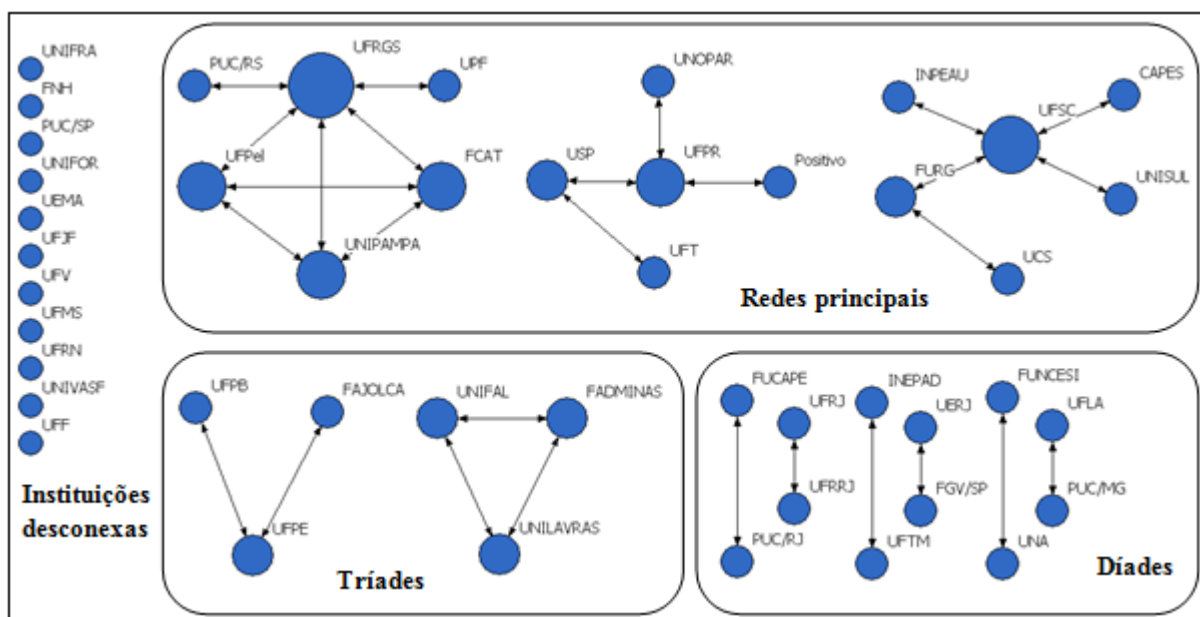 UNIFRA
FNH
PUC/SP
UNIFOR
UEMA
UFJF
UFV
UFMS
UFRN
UNIVASF
UFF
Instituições
desconexas
UFRGS
PUC/RS
UPF
UFPel
FCAT
UNIPAMPA
UNOPAR
USP
UFPR
Positivo
UFT
INPEAU
CAPES
UFSC
FURG
UNISUL
UCS
Redes principais
UFPB
FAJOLCA
UFPE
UNIFAL
FADMINAS
UNILAVRAS
Tríades
FUCAPE
UFRJ
INEPAD
UERJ
FUNCESI
UFLA
UFRRJ
FGV/SP
PUC/MG
PUC/RJ
UFTM
UNA
Díades